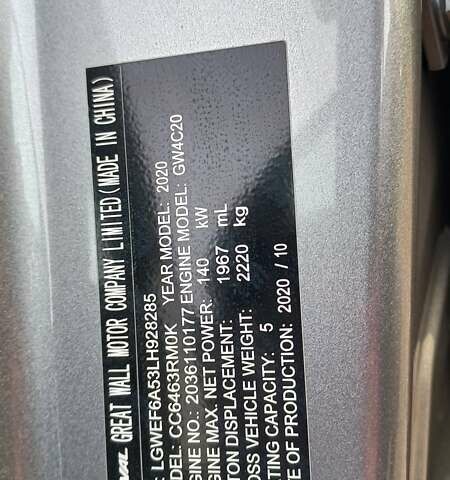 GREAT WALL MOTOR COMPANY LIMITED (MADE IN CHINA)
: LGWEF6A53LH928285
DEL: CC6463RM0K YEAR MODEL: 2020
GINE NO.: 2036110177 ENGINE MODEL: GW4C20
GINE MAX. NET POWER: 140 kW
TON DISPLACEMENT: 1967 mL
OSS VEHICLE WEIGHT: 2220 kg
ATING CAPACITY: 5
TE OF PRODUCTION: 2020 / 10